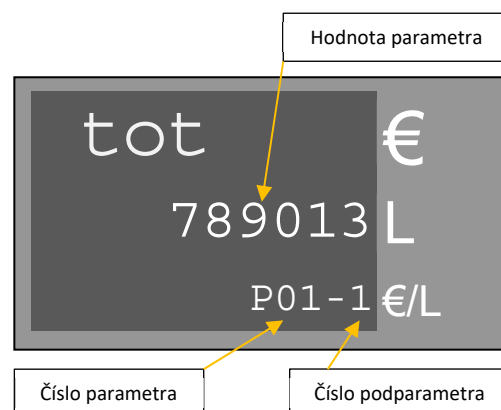 Hodnota parametra
tot €
789013 L
P01-1 €/L
Číslo parametra
Číslo podparametra